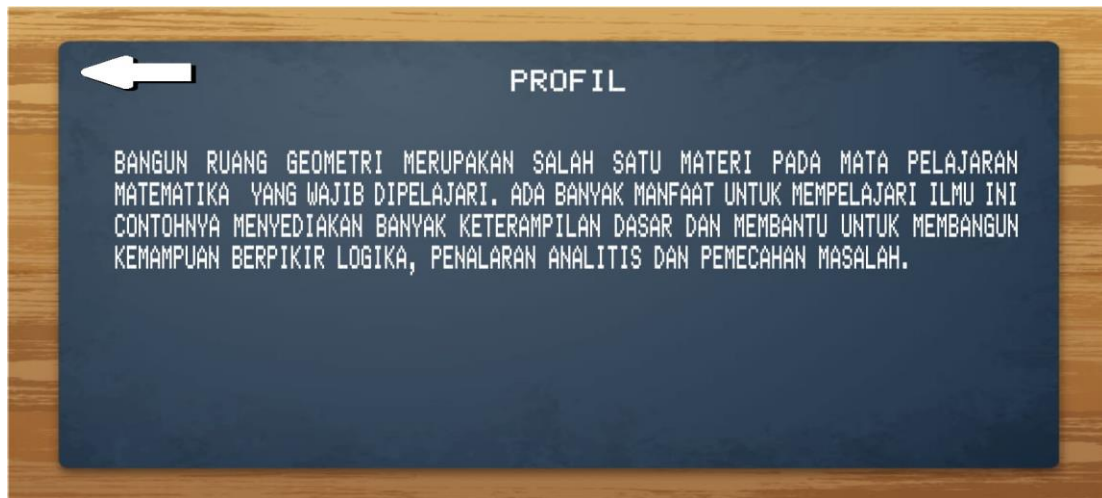 PROFIL
BANGUN RUANG GEOMETRI MERUPAKAN SALAH SATU MATERI PADA MATA PELAJARAN
MATEMATIKA YANG WAJIB DIPELAJARI. ADA BANYAK MANFAAT UNTUK MEMPELAJARI ILMU INI
CONTOHNYA MENYEDIAKAN BANYAK KETERAMPILAN DASAR DAN MEMBANTU UNTUK MEMBANGUN
KEMAMPUAN BERPIKIR LOGIKA, PENALARAN ANALITIS DAN PEMECAHAN MASALAH.